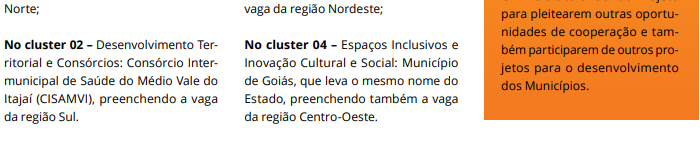 Norte;
No cluster 02 – Desenvolvimento Ter-
ritorial e Consórcios: Consórcio Inter-
municipal de Saúde do Médio Vale do
Itajaí (CISAMVI), preenchendo a vaga
da região Sul.
vaga da região Nordeste;
No cluster 04 – Espaços Inclusivos e
Inovação Cultural e Social: Município
de Goiás, que leva o mesmo nome do
Estado, preenchendo também a vaga
da região Centro-Oeste.
para pleitearem outras oportu-
nidades de cooperação e tam-
bém participarem de outros pro-
jetos para o desenvolvimento
dos Municípios.